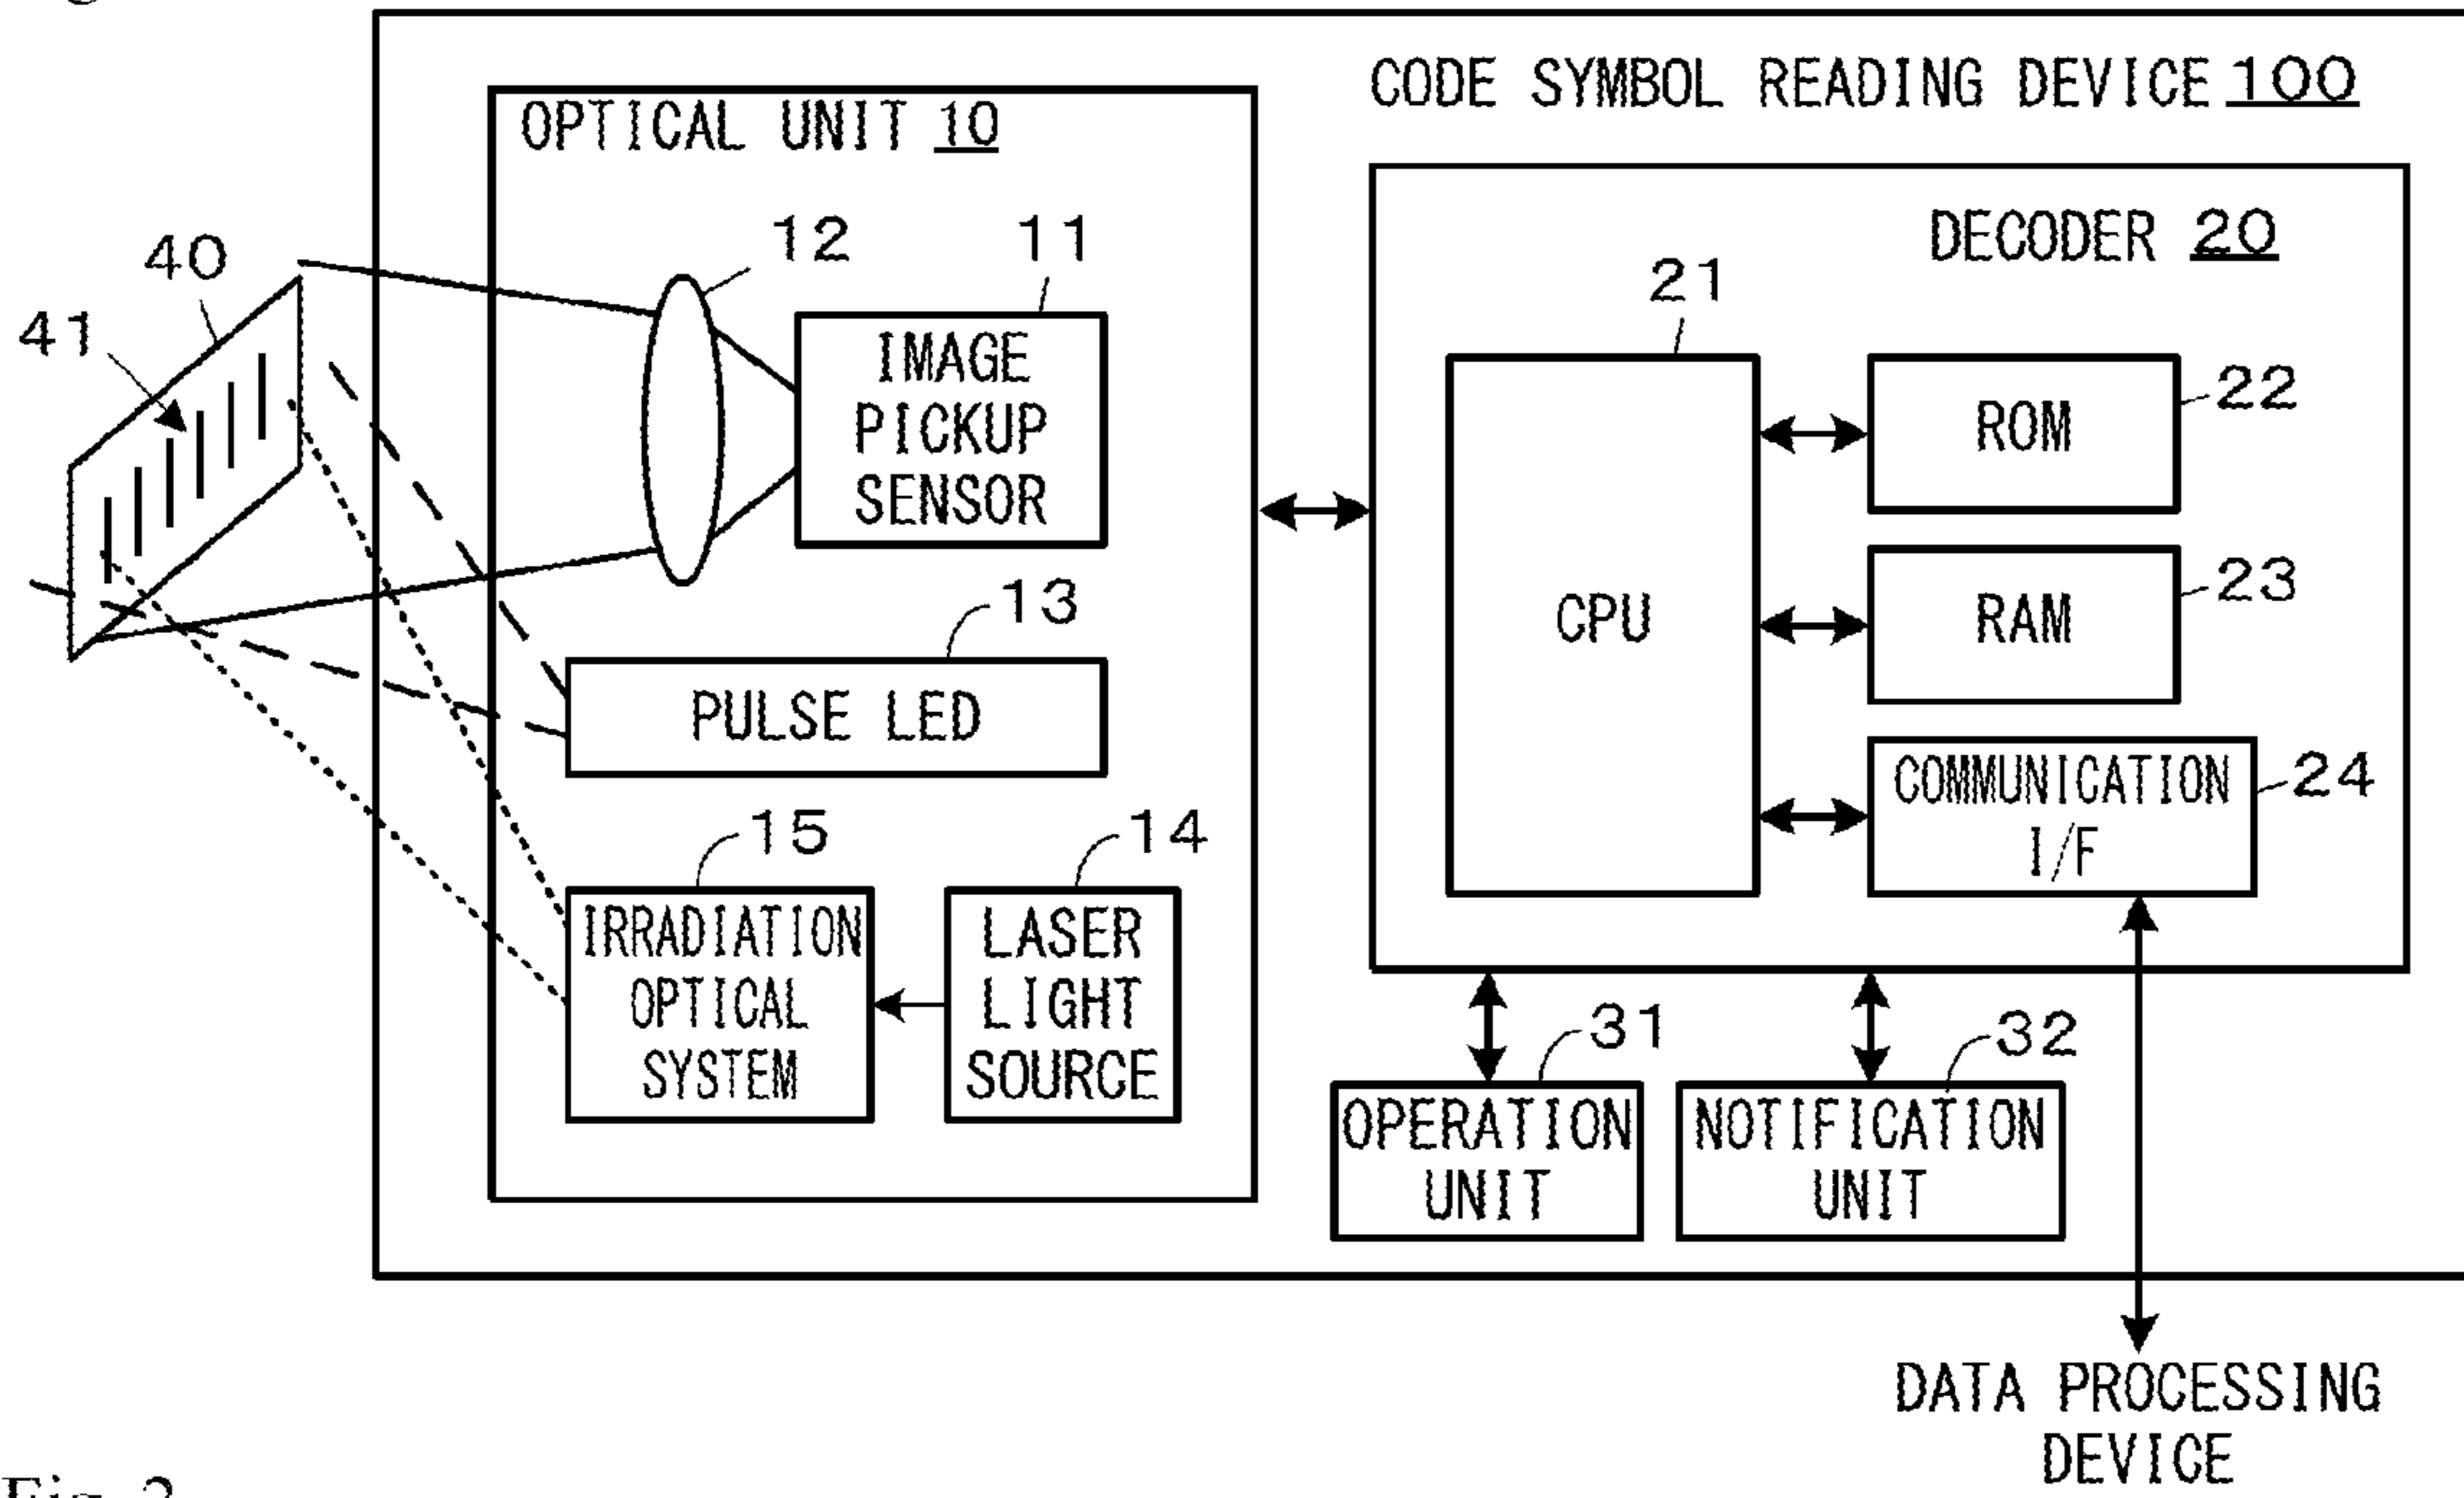 CODE SYMBOL READING DEVICE 100
OPTICAL UNIT 10
DECODER 20
40
41
12
11
IMAGE
PICKUP
SENSOR
13
PULSE LED
15
14
IRRADIATION
OPTICAL
SYSTEM
LASER
LIGHT
SOURCE
21
CPU
22
ROM
23
RAM
24
COMMUNICATION
I/F
31
OPERATION
UNIT
32
NOTIFICATION
UNIT
DATA PROCESSING
DEVICE